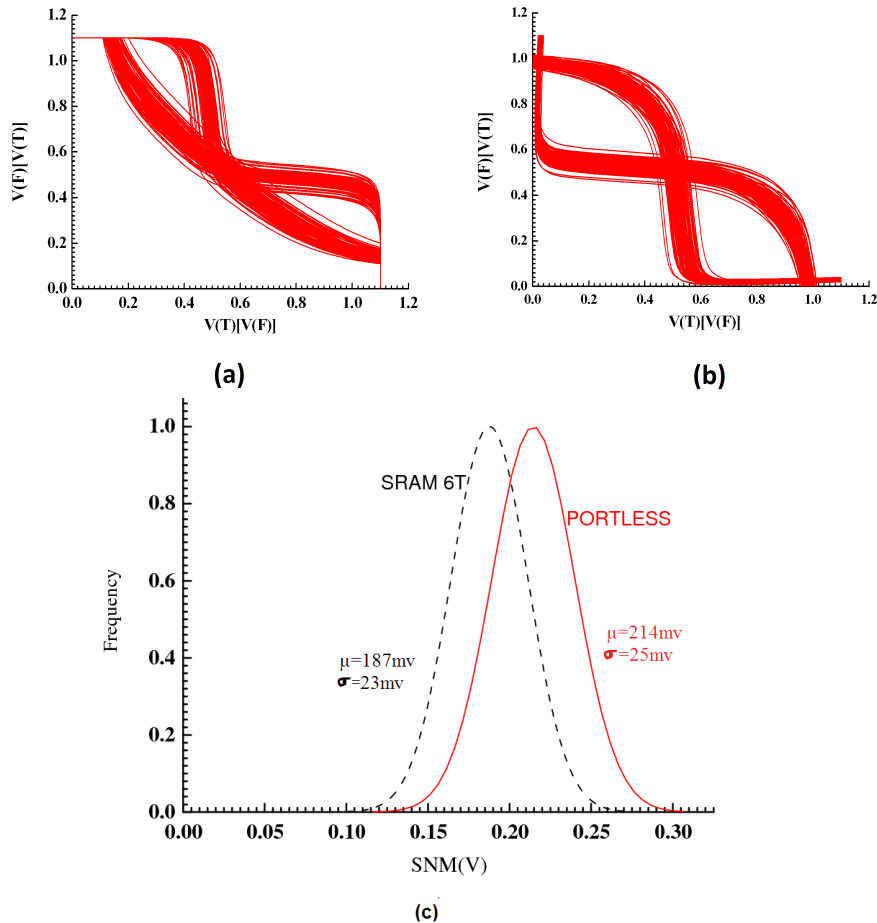 1.2
1.0
0.8
0.6
0.4
0.2
0.0
V(F)[V(T)]
0.0 0.2 0.4 0.6 0.8 1.0 1.2
V(T)[V(F)]
(a)
1.2
1.0
0.8
0.6
0.4
0.2
0.0
V(F)[V(T)]
0.0 0.2 0.4 0.6 0.8 1.0 1.2
V(T)[V(F)]
(b)
1.0
0.8
0.6
0.4
0.2
0.0
Frequency
SRAM 6T
PORTLESS
μ=187mv
σ=23mv
μ=214mv
σ=25mv
0.00 0.05 0.10 0.15 0.20 0.25 0.30
SNM(V)
(c)